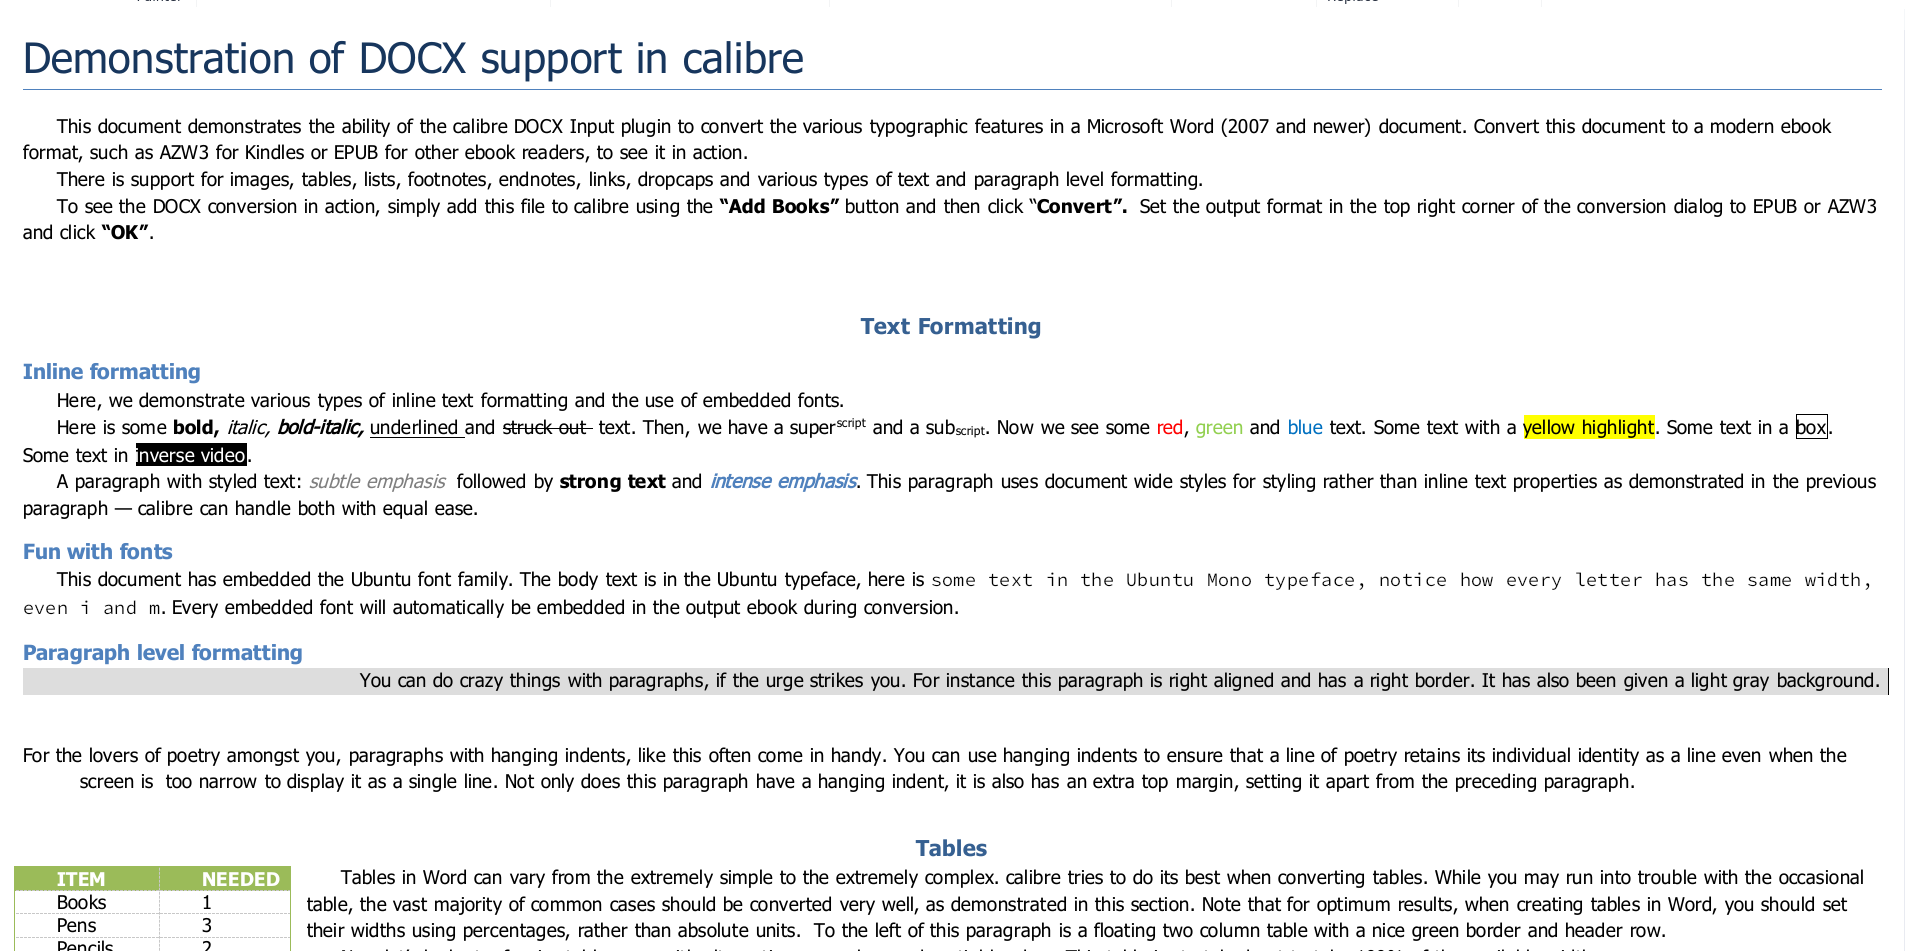 Demonstration of DOCX support in calibre
This document demonstrates the ability of the calibre DOCX Input plugin to convert the various typographic features in a Microsoft Word (2007 and newer) document. Convert this document to a modern ebook
format, such as AZW3 for Kindles or EPUB for other ebook readers, to see it in action.
There is support for images, tables, lists, footnotes, endnotes, links, dropcaps and various types of text and paragraph level formatting.
To see the DOCX conversion in action, simply add this file to calibre using the “Add Books” button and then click “Convert”.  Set the output format in the top right corner of the conversion dialog to EPUB or AZW3
and click “OK”.
Text Formatting
Inline formatting
Here, we demonstrate various types of inline text formatting and the use of embedded fonts.
Here is some bold, italic, bold-italic, underlined and struck out  text. Then, we have a superscript and a subscript. Now we see some red, green and blue text. Some text with a yellow highlight. Some text in a box.
Some text in inverse video.
A paragraph with styled text: subtle emphasis  followed by strong text and intense emphasis. This paragraph uses document wide styles for styling rather than inline text properties as demonstrated in the previous
paragraph — calibre can handle both with equal ease.
Fun with fonts
This document has embedded the Ubuntu font family. The body text is in the Ubuntu typeface, here is some text in the Ubuntu Mono typeface, notice how every letter has the same width,
even i and m. Every embedded font will automatically be embedded in the output ebook during conversion.
Paragraph level formatting
You can do crazy things with paragraphs, if the urge strikes you. For instance this paragraph is right aligned and has a right border. It has also been given a light gray background.
For the lovers of poetry amongst you, paragraphs with hanging indents, like this often come in handy. You can use hanging indents to ensure that a line of poetry retains its individual identity as a line even when the
screen is  too narrow to display it as a single line. Not only does this paragraph have a hanging indent, it is also has an extra top margin, setting it apart from the preceding paragraph.
Tables
ITEM NEEDED
Books 1
Pens 3
Pencils 2
Tables in Word can vary from the extremely simple to the extremely complex. calibre tries to do its best when converting tables. While you may run into trouble with the occasional
table, the vast majority of common cases should be converted very well, as demonstrated in this section. Note that for optimum results, when creating tables in Word, you should set
their widths using percentages, rather than absolute units.  To the left of this paragraph is a floating two column table with a nice green border and header row.